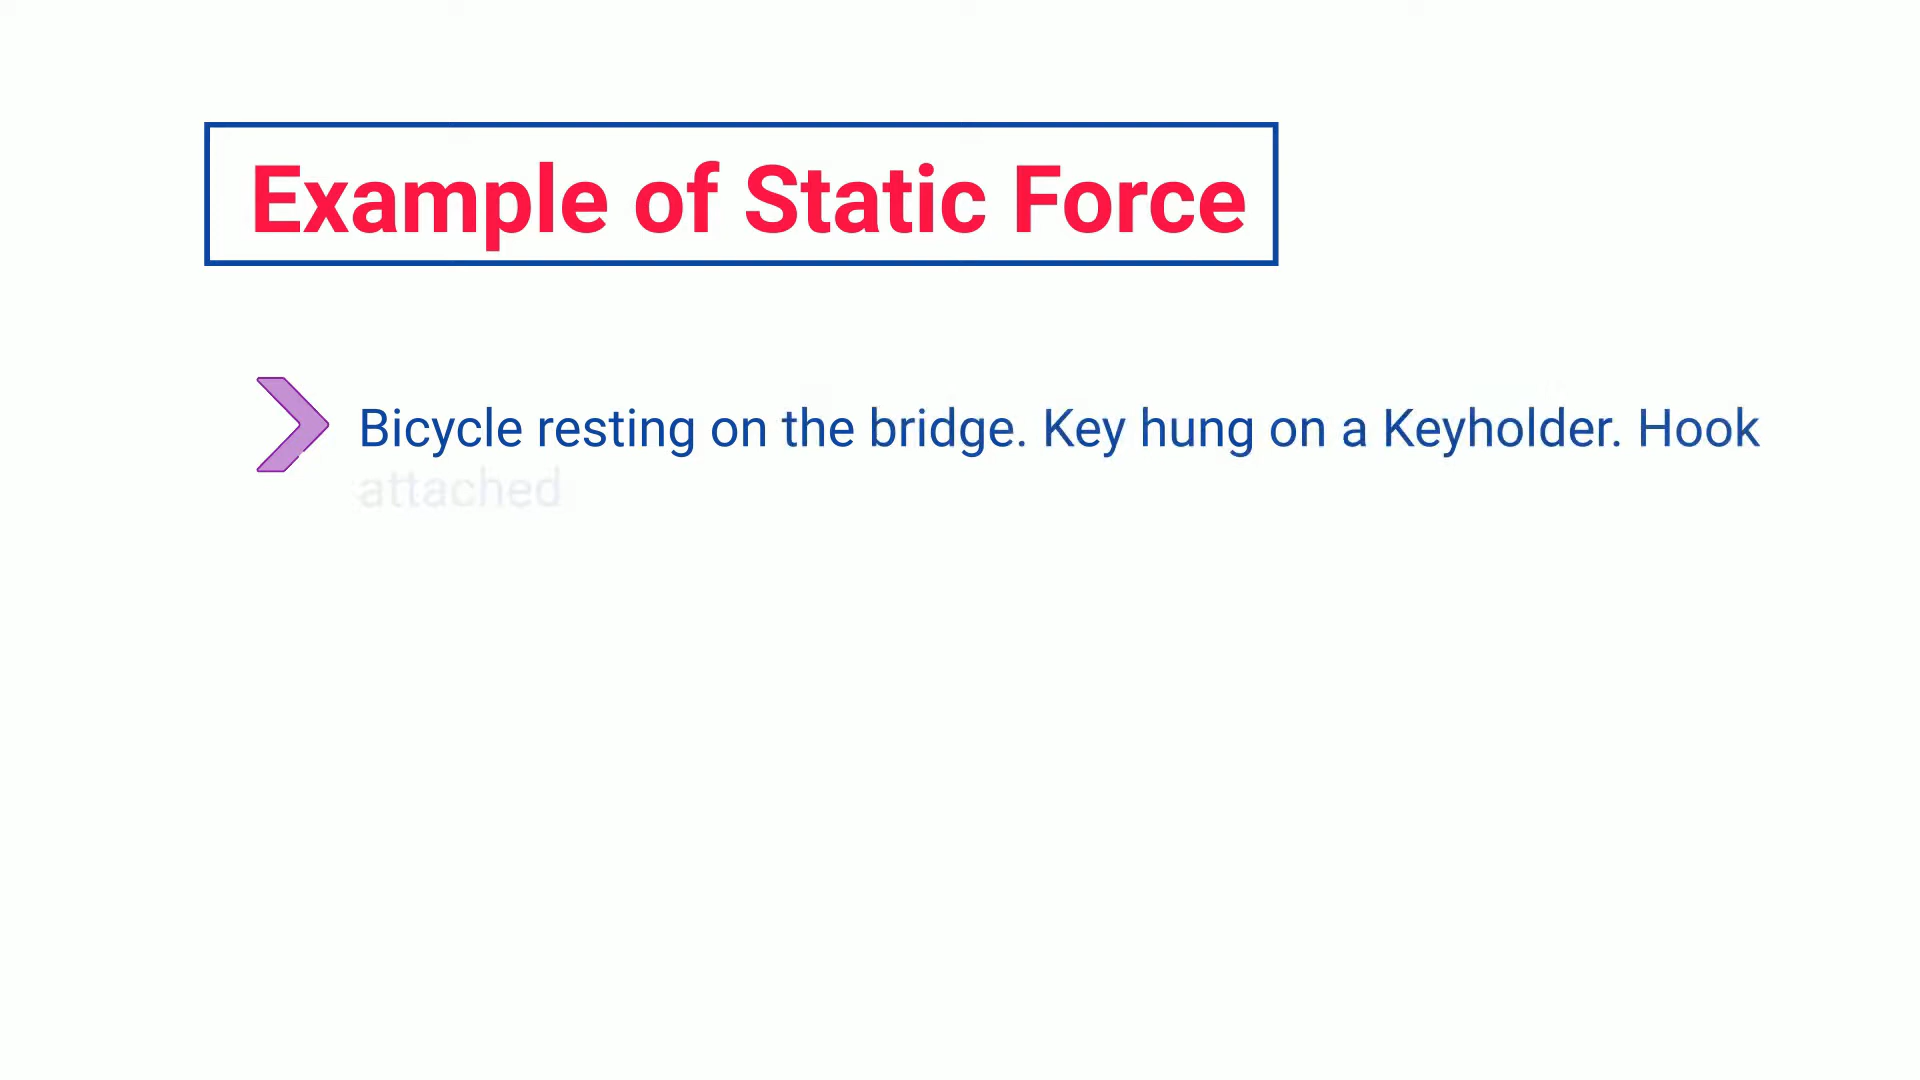 Example of Static Force
Bicycle resting on the bridge. Key hung on a Keyholder. Hook
attached